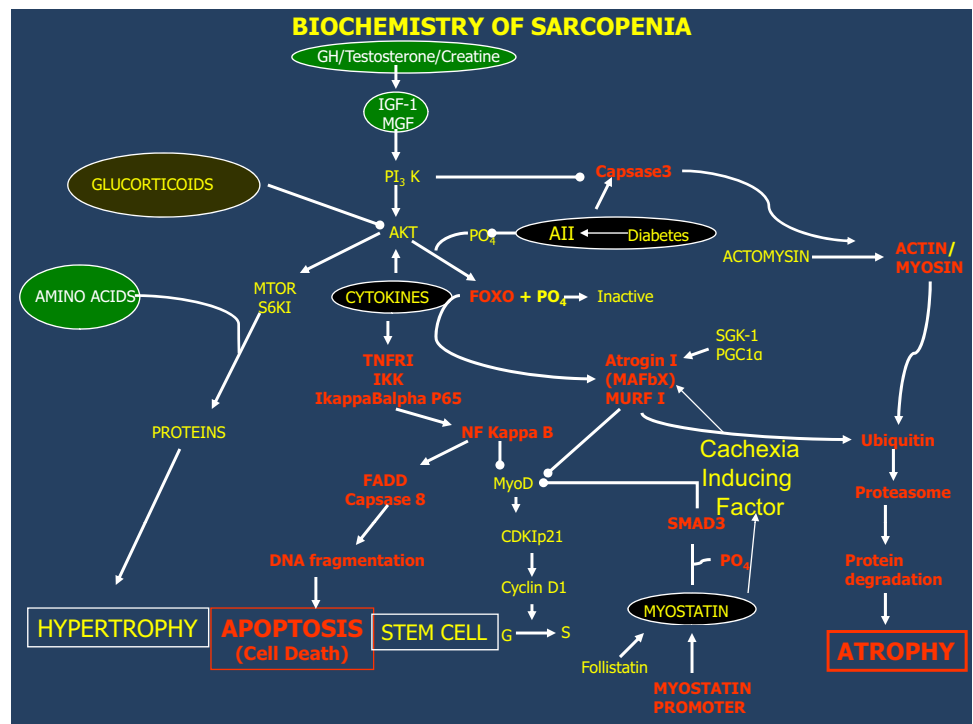 BIOCHEMISTRY OF SARCOPENIA
GH/Testosterone/Creatine
IGF-1
MGF
PI₃ K
Capsase3
GLUCORTICOIDS
AKT
PO₄
AII
Diabetes
ACTOMYSIN
ACTIN/
MYOSIN
AMINO ACIDS
MTOR
S6KI
CYTOKINES
FOXO + PO₄
Inactive
SGK-1
PGC1α
TNFRI
IKK
IkappaBalpha P65
Atrogin I
(MAFbX)
MURF I
PROTEINS
NF Kappa B
Ubiquitin
Cachexia
Inducing
Factor
FADD
Capsase 8
MyoD
Proteasome
SMAD3
CDKIp21
DNA fragmentation
PO₄
Protein
degradation
Cyclin D1
MYOSTATIN
HYPERTROPHY
APOPTOSIS
(Cell Death)
STEM CELL
G
S
Follistatin
ATROPHY
MYOSTATIN
PROMOTER